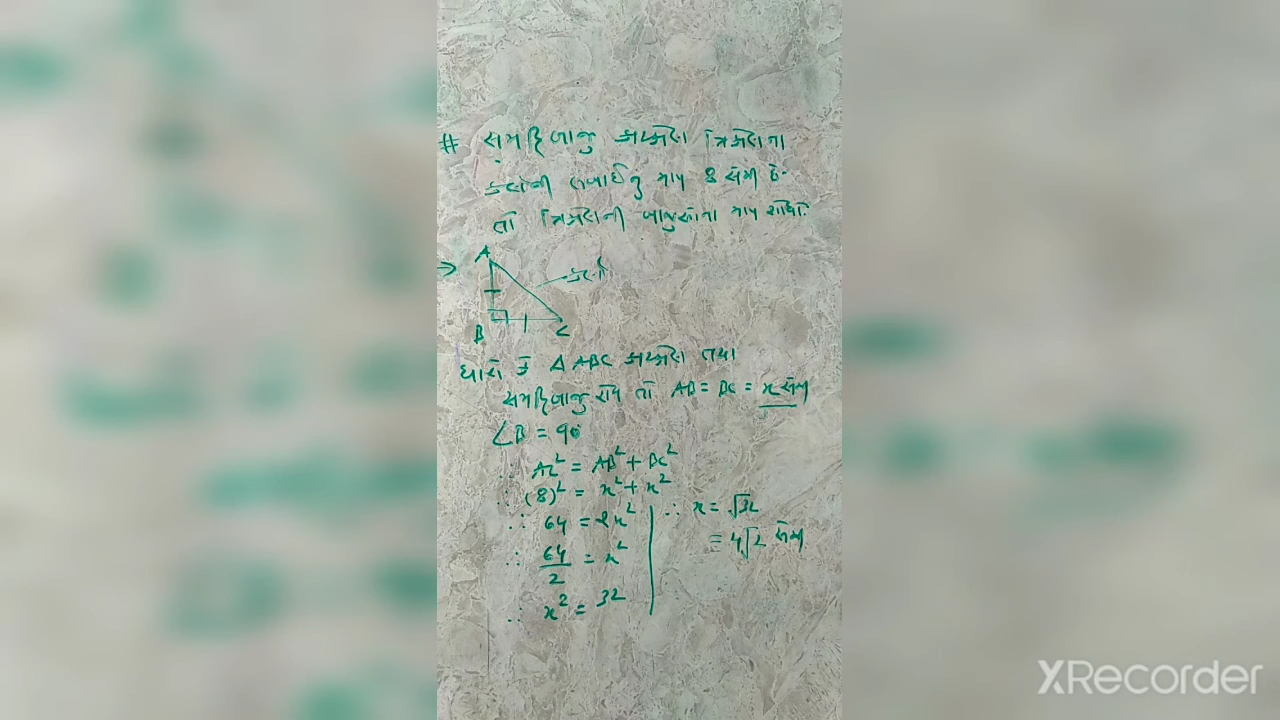 # સમદ્વિબાજુ કાટકોણ ત્રિકોણના
કર્ણની લંબાઈનું માપ 8 સેમી છે.
તો ત્રિકોણની બાજુઓના માપ શોધો.
⇒ A
કર્ણ
B C
ધારો કે Δ ABC કાટકોણ તથા
સમદ્વિબાજુ હોય તો AB = BC = x સેમી
∠B = 90°
∴ AC² = AB² + BC²
∴ (8)² = x² + x²
∴ 64 = 2x²
∴ 64/2 = x²
∴ x² = 32
∴ x = √32
= 4√2 સેમી
XRecorder